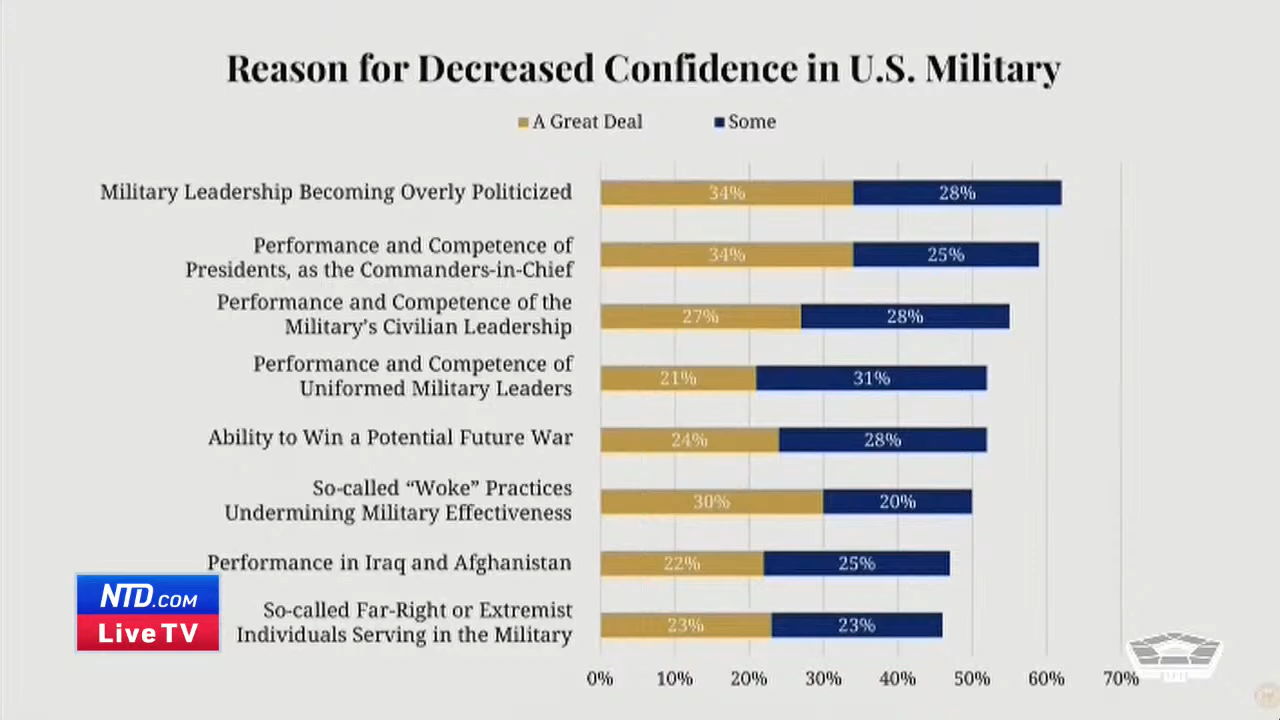 Reason for Decreased Confidence in U.S. Military
A Great Deal Some
Military Leadership Becoming Overly Politicized 34% 28%
Performance and Competence of
Presidents, as the Commanders-in-Chief 34% 25%
Performance and Competence of the
Military's Civilian Leadership 27% 28%
Performance and Competence of
Uniformed Military Leaders 21% 31%
Ability to Win a Potential Future War 24% 28%
So-called “Woke” Practices
Undermining Military Effectiveness 30% 20%
Performance in Iraq and Afghanistan 22% 25%
So-called Far-Right or Extremist
Individuals Serving in the Military 23% 23%
0% 10% 20% 30% 40% 50% 60% 70%
NTD.COM
Live TV